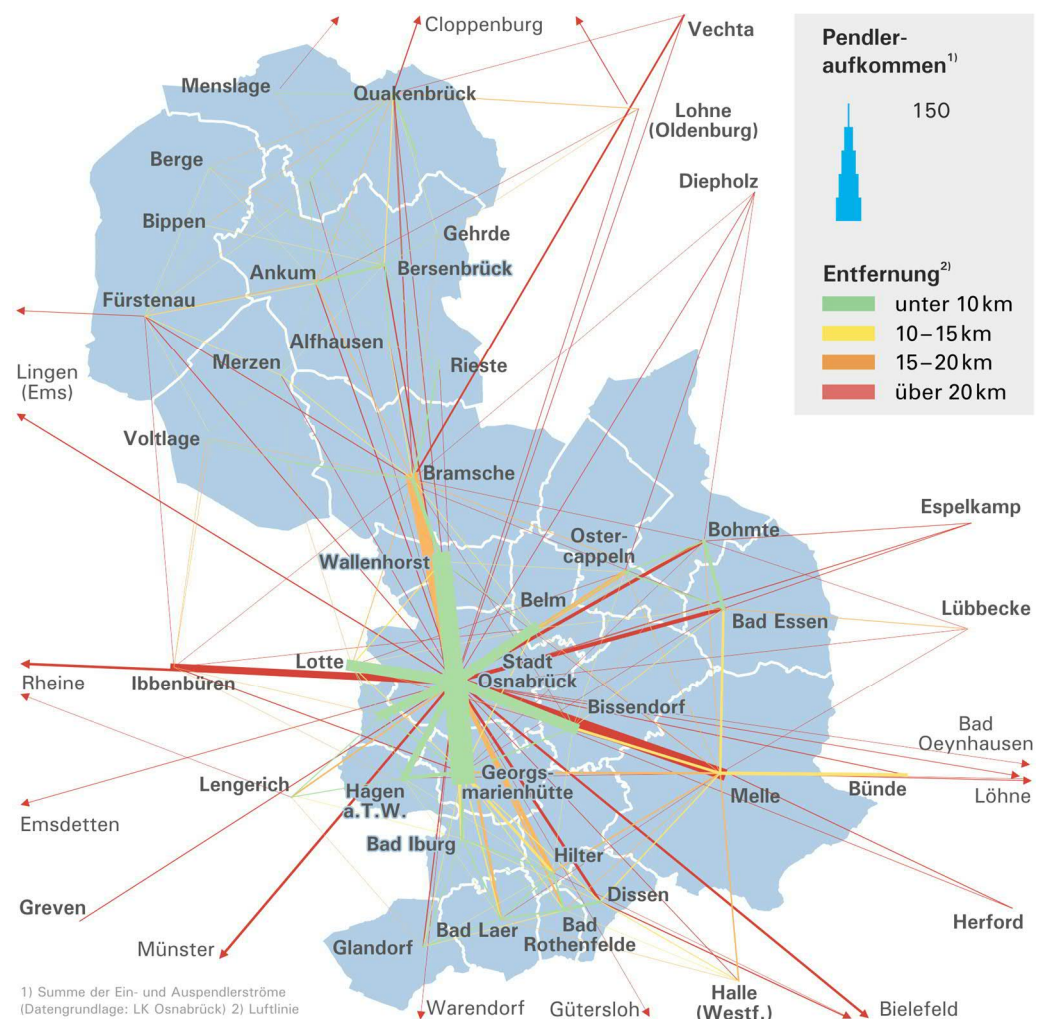 Cloppenburg
Vechta
Menslage
Quakenbrück
Lohne
(Oldenburg)
Berge
Diepholz
Bippen
Gehrde
Ankum
Bersenbrück
Fürstenau
Alfhausen
Merzen
Rieste
Lingen
(Ems)
Voltlage
Bramsche
Espelkamp
Oster-
cappeln
Bohmte
Wallenhorst
Belm
Bad Essen
Lübbecke
Lotte
Stadt
Osnabrück
Rheine
Ibbenbüren
Bissendorf
Bad
Oeynhausen
Lengerich
Hagen
a.T.W.
Georgs-
marienhütte
Melle
Bünde
Löhne
Emsdetten
Bad Iburg
Hilter
Dissen
Greven
Herford
Münster
Glandorf
Bad Laer
Bad
Rothenfelde
Halle
(Westf.)
Warendorf
Gütersloh
Bielefeld
Pendler-
aufkommen1)
150
Entfernung2)
unter 10 km
10–15 km
15–20 km
über 20 km
1) Summe der Ein- und Auspendlerströme
(Datengrundlage: LK Osnabrück) 2) Luftlinie